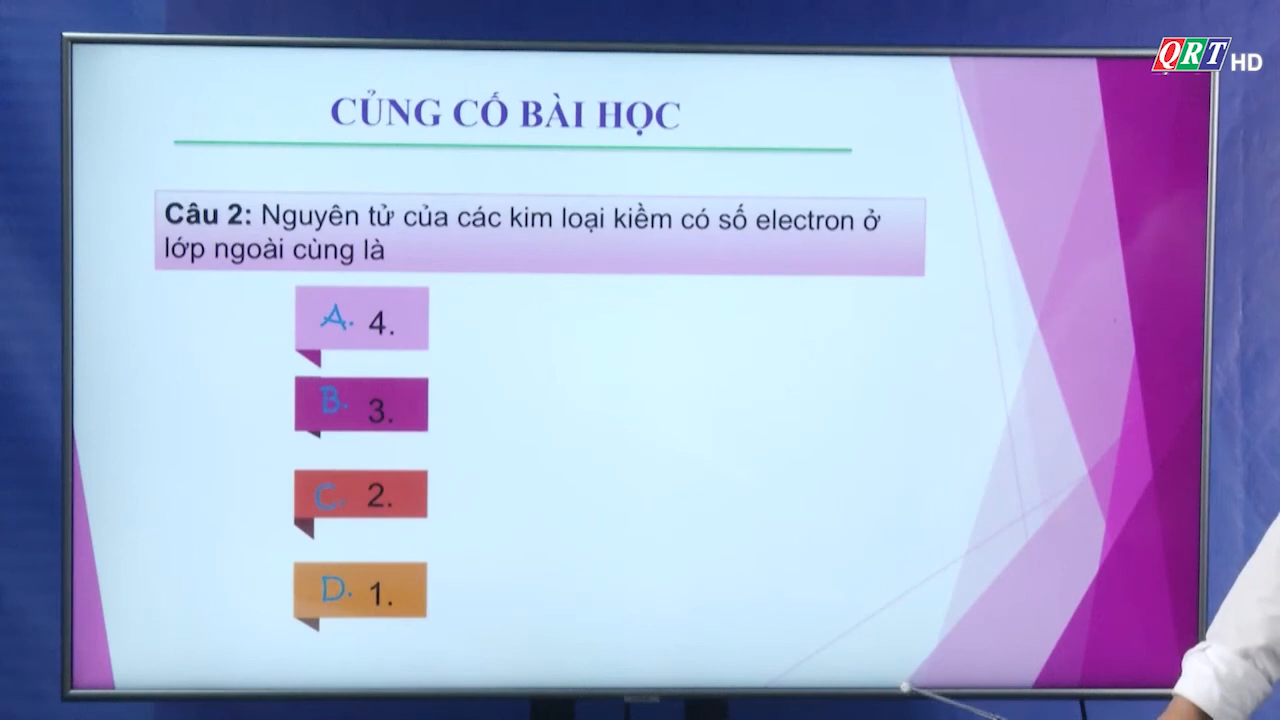 QRT HD
CỦNG CỐ BÀI HỌC
Câu 2: Nguyên tử của các kim loại kiềm có số electron ở
lớp ngoài cùng là
A. 4.
B. 3.
C. 2.
D. 1.